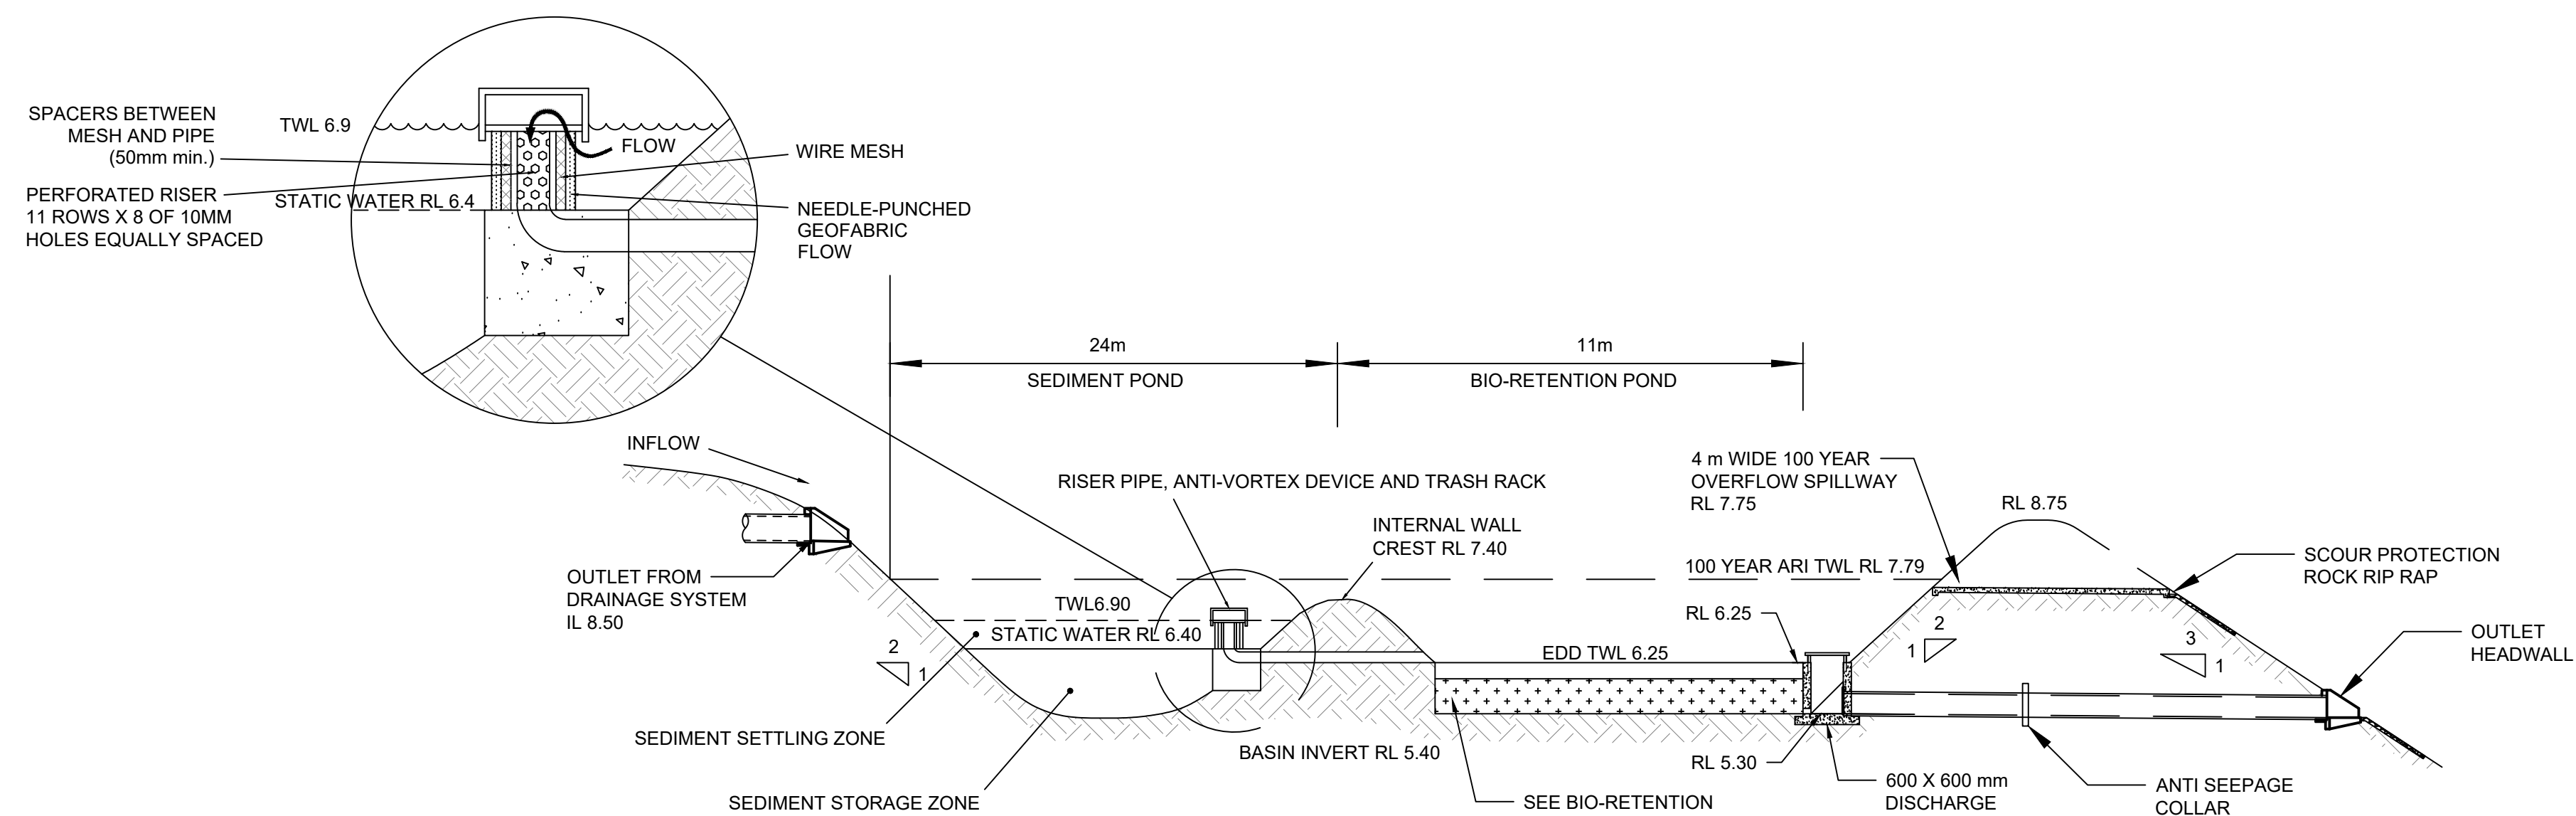 SPACERS BETWEEN
MESH AND PIPE
(50mm min.)
TWL 6.9
FLOW
WIRE MESH
PERFORATED RISER
11 ROWS X 8 OF 10MM
HOLES EQUALLY SPACED
STATIC WATER RL 6.4
NEEDLE-PUNCHED
GEOFABRIC
FLOW
24m
SEDIMENT POND
11m
BIO-RETENTION POND
INFLOW
RISER PIPE, ANTI-VORTEX DEVICE AND TRASH RACK
4 m WIDE 100 YEAR
OVERFLOW SPILLWAY
RL 7.75
RL 8.75
INTERNAL WALL
CREST RL 7.40
100 YEAR ARI TWL RL 7.79
SCOUR PROTECTION
ROCK RIP RAP
OUTLET FROM
DRAINAGE SYSTEM
IL 8.50
TWL6.90
STATIC WATER RL 6.40
RL 6.25
EDD TWL 6.25
2
1
2
1
3
1
OUTLET
HEADWALL
SEDIMENT SETTLING ZONE
BASIN INVERT RL 5.40
RL 5.30
SEDIMENT STORAGE ZONE
SEE BIO-RETENTION
600 X 600 mm
DISCHARGE
ANTI SEEPAGE
COLLAR